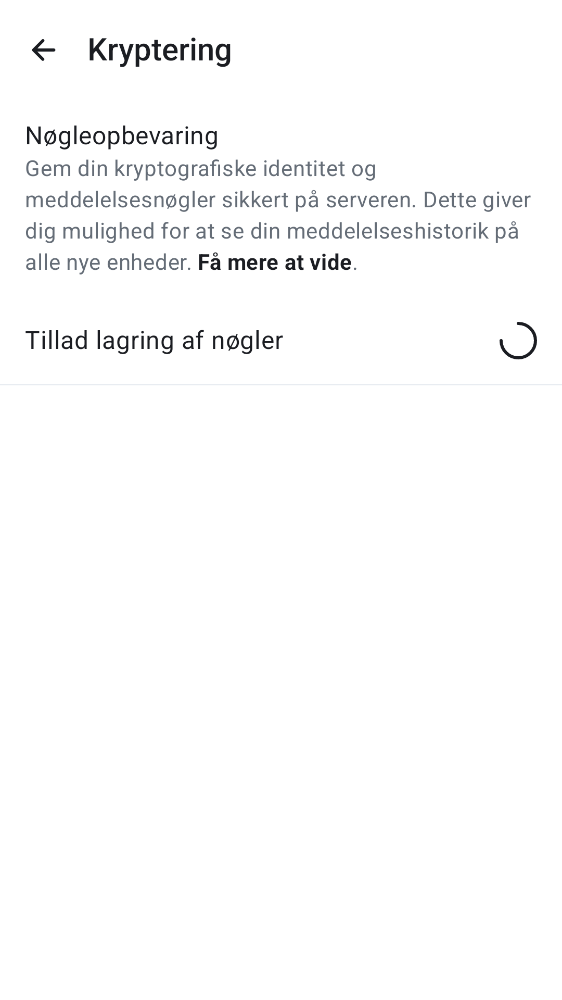 Kryptering
Nøgleopbevaring
Gem din kryptografiske identitet og
meddelelsesnøgler sikkert på serveren. Dette giver
dig mulighed for at se din meddelelseshistorik på
alle nye enheder. Få mere at vide.
Tillad lagring af nøgler